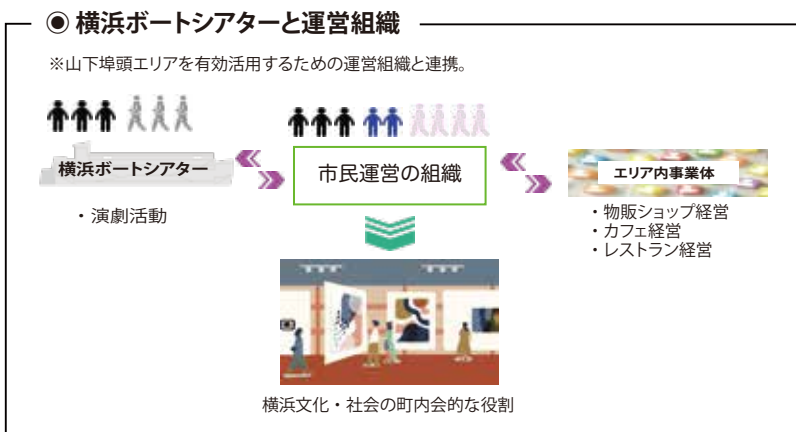 ◉ 横浜ボートシアターと運営組織
※山下埠頭エリアを有効活用するための運営組織と連携。
横浜ボートシアター
市民運営の組織
エリア内事業体
・演劇活動
・物販ショップ経営
・カフェ経営
・レストラン経営
横浜文化・社会の町内会的な役割